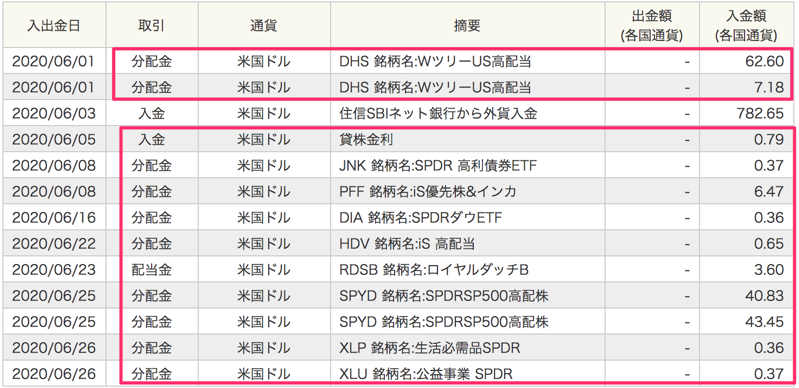 入出金日 取引 通貨 摘要 出金額 (各国通貨) 入金額 (各国通貨)
2020/06/01 分配金 米国ドル DHS 銘柄名:WツリーUS高配当 - 62.60
2020/06/01 分配金 米国ドル DHS 銘柄名:WツリーUS高配当 - 7.18
2020/06/03 入金 米国ドル 住信SBIネット銀行から外貨入金 - 782.65
2020/06/05 入金 米国ドル 貸株金利 - 0.79
2020/06/08 分配金 米国ドル JNK 銘柄名:SPDR 高利債券ETF - 0.37
2020/06/08 分配金 米国ドル PFF 銘柄名:iS優先株&インカ - 6.47
2020/06/16 分配金 米国ドル DIA 銘柄名:SPDRダウETF - 0.36
2020/06/22 分配金 米国ドル HDV 銘柄名:iS 高配当 - 0.65
2020/06/23 配当金 米国ドル RDSB 銘柄名:ロイヤルダッチB - 3.60
2020/06/25 分配金 米国ドル SPYD 銘柄名:SPDRSP500高配株 - 40.83
2020/06/25 分配金 米国ドル SPYD 銘柄名:SPDRSP500高配株 - 43.45
2020/06/26 分配金 米国ドル XLP 銘柄名:生活必需品SPDR - 0.36
2020/06/26 分配金 米国ドル XLU 銘柄名:公益事業 SPDR - 0.37